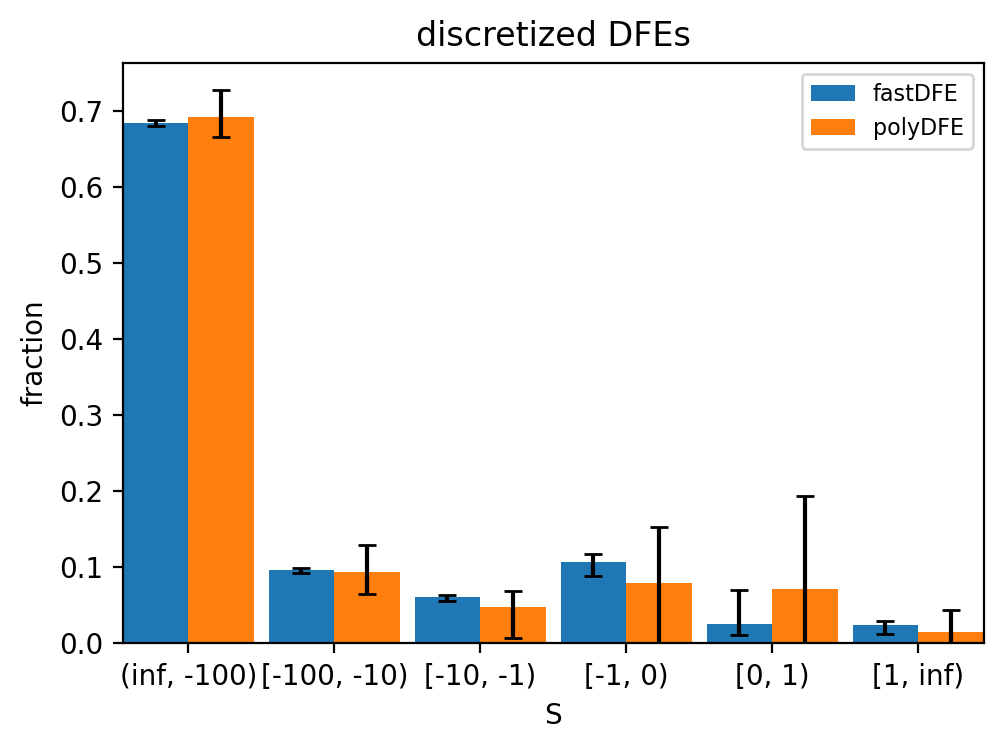 discretized DFEs
fastDFE
polyDFE
0.7
0.6
0.5
0.4
0.3
0.2
0.1
0.0
fraction
(inf, -100) [-100, -10) [-10, -1) [-1, 0) [0, 1) [1, inf)
S